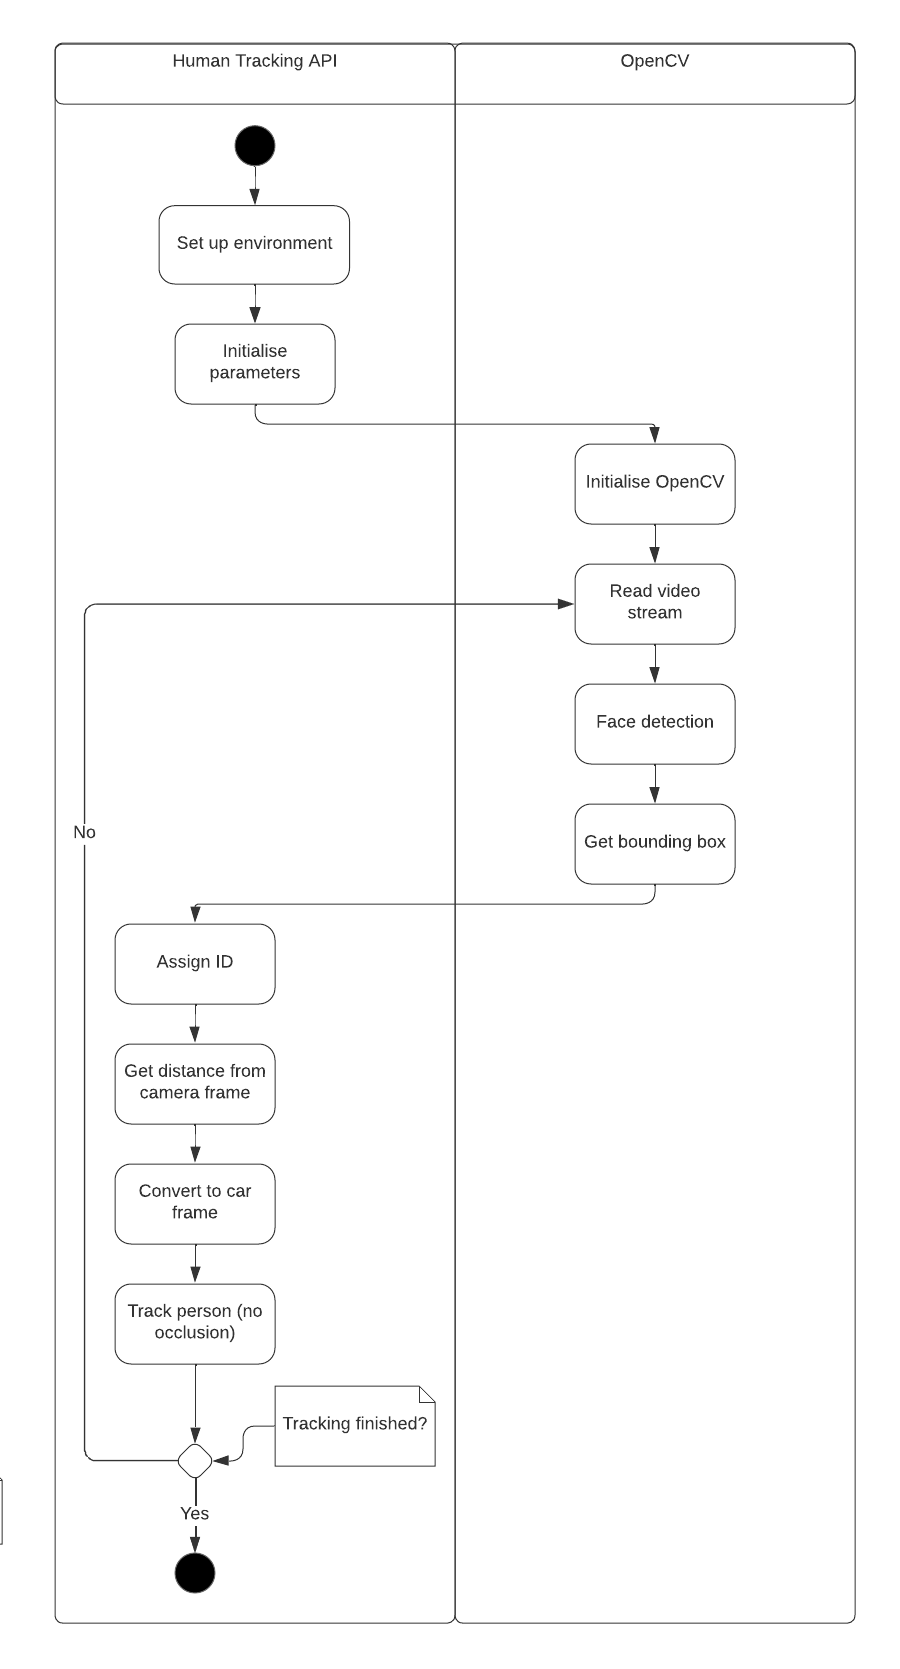 Human Tracking API
OpenCV
Set up environment
Initialise
parameters
Initialise OpenCV
Read video
stream
Face detection
Get bounding box
No
Assign ID
Get distance from
camera frame
Convert to car
frame
Track person (no
occlusion)
Tracking finished?
Yes